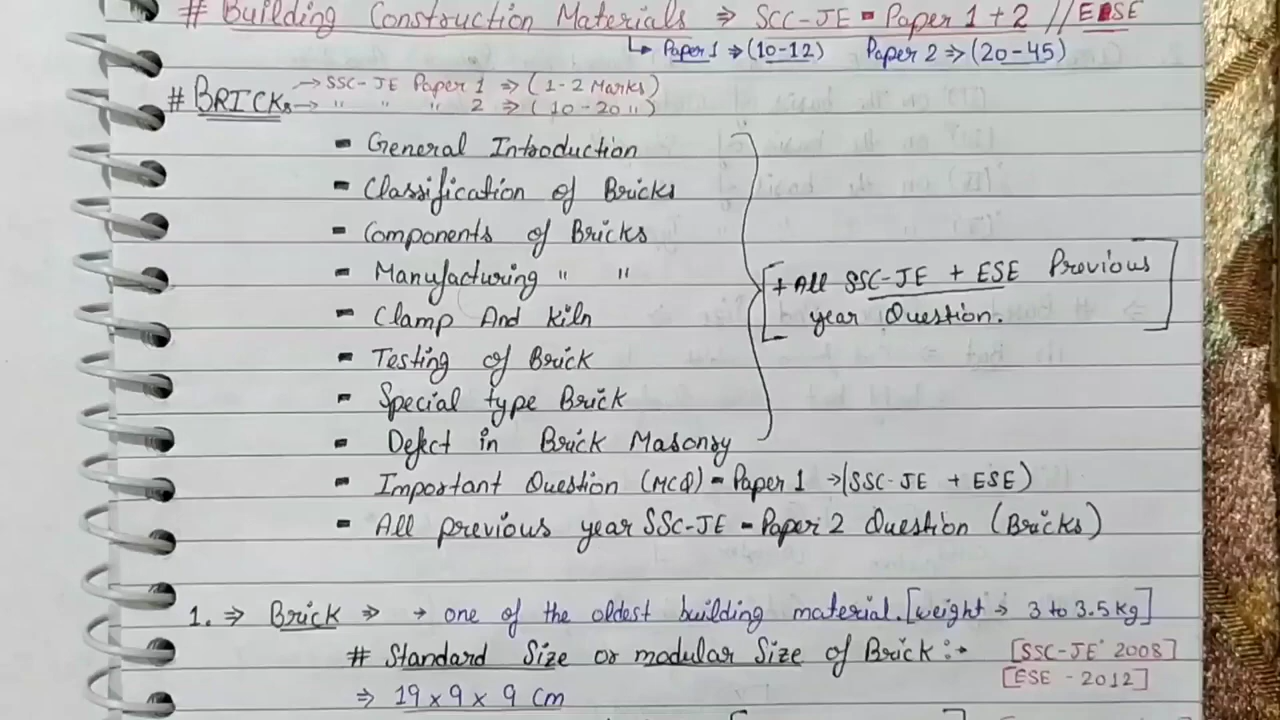 # Building Construction Materials ⇒ SCC-JE - Paper 1 + 2 // ESE
↳ Paper 1 ⇒ (10-12) Paper 2 ⇒ (20-45)
# BRICKs → SSC-JE Paper 1 ⇒ (1-2 Marks)
→ " " " 2 ⇒ (10-20 ")
- General Introduction
- Classification of Bricks
- Components of Bricks
- Manufacturing " "
- Clamp And Kiln
- Testing of Brick
- Special type Brick
- Defect in Brick Masonry
[+ All SSC-JE + ESE Previous
year Question.]
- Important Question (MCQ) - Paper 1 → (SSC-JE + ESE)
- All previous year SSC-JE - Paper 2 Question (Bricks)
1. ⇒ Brick ⇒ → one of the oldest building material. [weight → 3 to 3.5 kg]
# Standard Size or modular Size of Brick :- [SSC-JE' 2008]
[ESE - 2012]
⇒ 19 x 9 x 9 cm